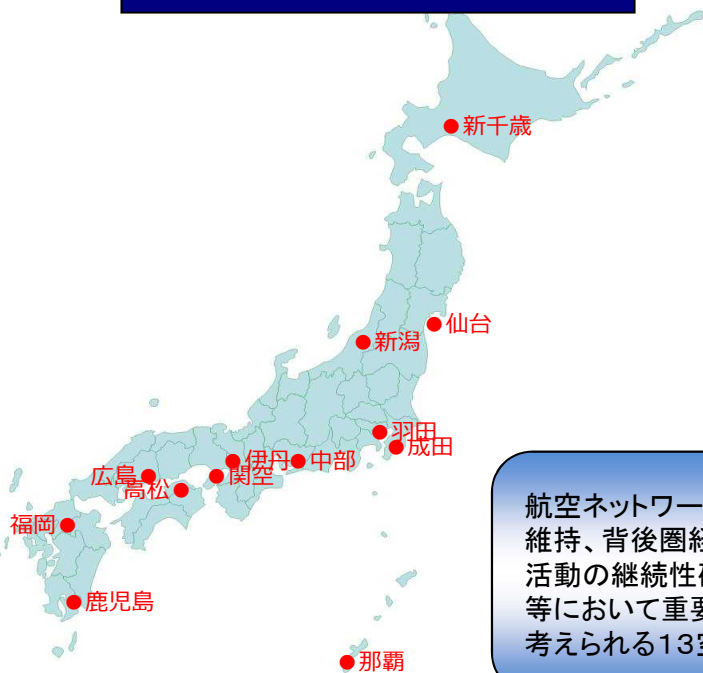 新千歳
仙台
新潟
羽田
成田
伊丹
中部
広島
関空
高松
福岡
鹿児島
那覇
航空ネットワー
維持、背後圏経
活動の継続性
等において重要
考えられる13空